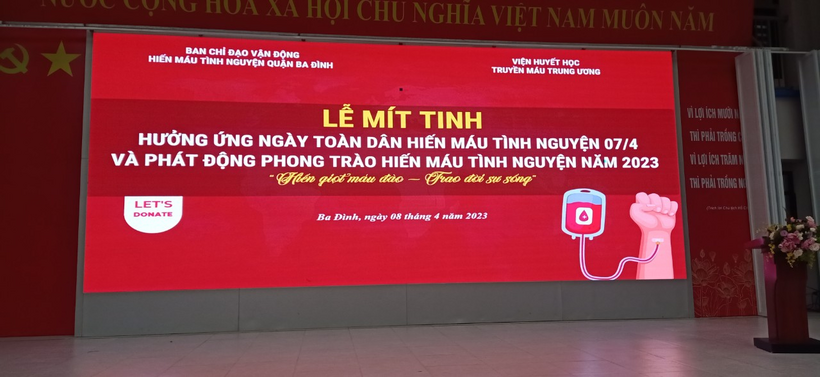 NƯỚC CỘNG HÒA XÃ HỘI CHỦ NGHĨA VIỆT NAM MUÔN NĂM
BAN CHỈ ĐẠO VẬN ĐỘNG
HIẾN MÁU TÌNH NGUYỆN QUẬN BA ĐÌNH
VIỆN HUYẾT HỌC
TRUYỀN MÁU TRUNG ƯƠNG
LỄ MÍT TINH
HƯỞNG ỨNG NGÀY TOÀN DÂN HIẾN MÁU TÌNH NGUYỆN 07/4
VÀ PHÁT ĐỘNG PHONG TRÀO HIẾN MÁU TÌNH NGUYỆN NĂM 2023
"Hiến giọt máu đào — Trao đời sự sống"
LET'S
DONATE
Ba Đình, ngày 08 tháng 4 năm 2023
VÌ LỢI ÍCH MƯỜI
THÌ PHẢI TRỒNG
VÌ LỢI ÍCH TRĂM
THÌ PHẢI TRỒNG